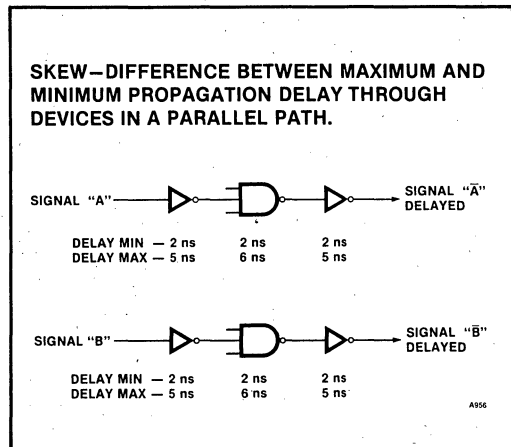 SKEW—DIFFERENCE BETWEEN MAXIMUM AND
MINIMUM PROPAGATION DELAY THROUGH
DEVICES IN A PARALLEL PATH.
SIGNAL "A"
SIGNAL "A̅"
DELAYED
DELAY MIN — 2 ns 2 ns 2 ns
DELAY MAX — 5 ns 6 ns 5 ns
SIGNAL "B"
SIGNAL "B̅"
DELAYED
DELAY MIN — 2 ns 2 ns 2 ns
DELAY MAX — 5 ns 6 ns 5 ns
A956